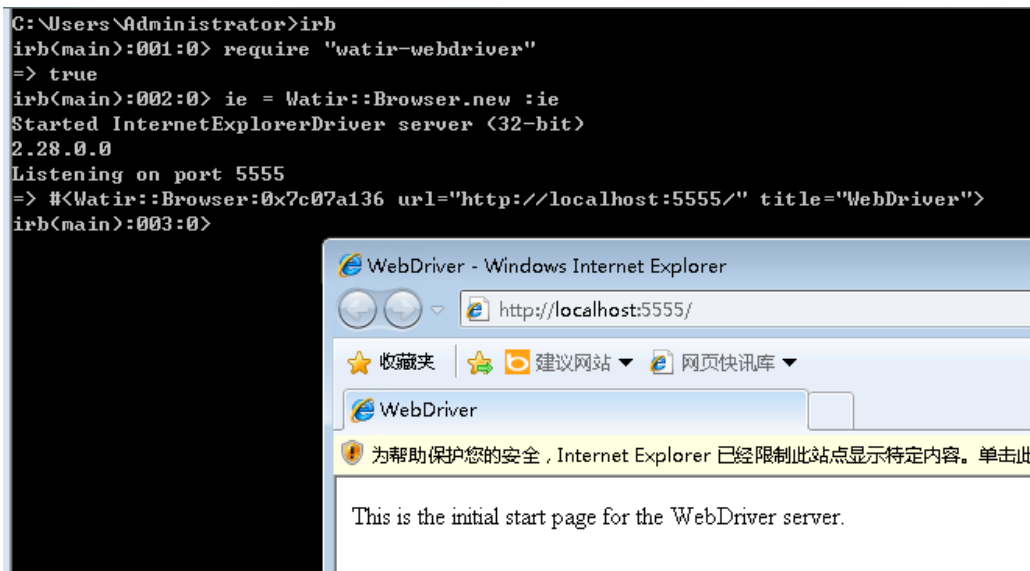 C:\Users\Administrator>irb
irb(main):001:0> require "watir-webdriver"
=> true
irb(main):002:0> ie = Watir::Browser.new :ie
Started InternetExplorerDriver server (32-bit)
2.28.0.0
Listening on port 5555
=> #<Watir::Browser:0x7c07a136 url="http://localhost:5555/" title="WebDriver">
irb(main):003:0>
WebDriver - Windows Internet Explorer
http://localhost:5555/
收藏夹 建议网站 网页快讯库
WebDriver
为帮助保护您的安全，Internet Explorer 已经限制此站点显示特定内容。单击此
This is the initial start page for the WebDriver server.